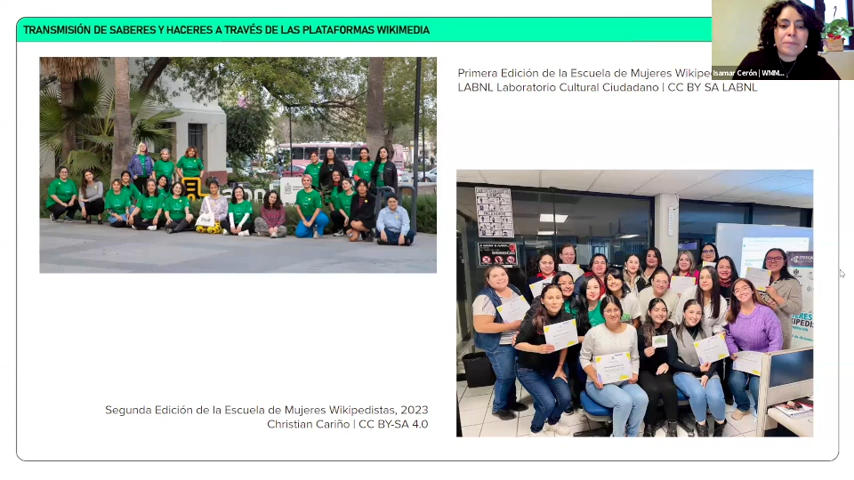 TRANSMISIÓN DE SABERES Y HACERES A TRAVÉS DE LAS PLATAFORMAS WIKIMEDIA
Isamar Cerón | WMM...
Primera Edición de la Escuela de Mujeres Wikiped
LABNL Laboratorio Cultural Ciudadano | CC BY SA LABNL
Segunda Edición de la Escuela de Mujeres Wikipedistas, 2023
Christian Cariño | CC BY-SA 4.0